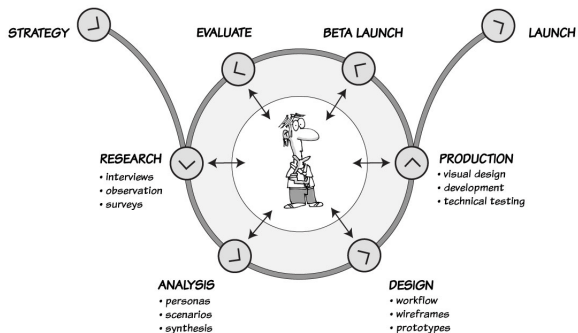 STRATEGY
EVALUATE
BETA LAUNCH
LAUNCH
RESEARCH
• interviews
• observation
• surveys
PRODUCTION
• visual design
• development
• technical testing
ANALYSIS
• personas
• scenarios
• synthesis
DESIGN
• workflow
• wireframes
• prototypes